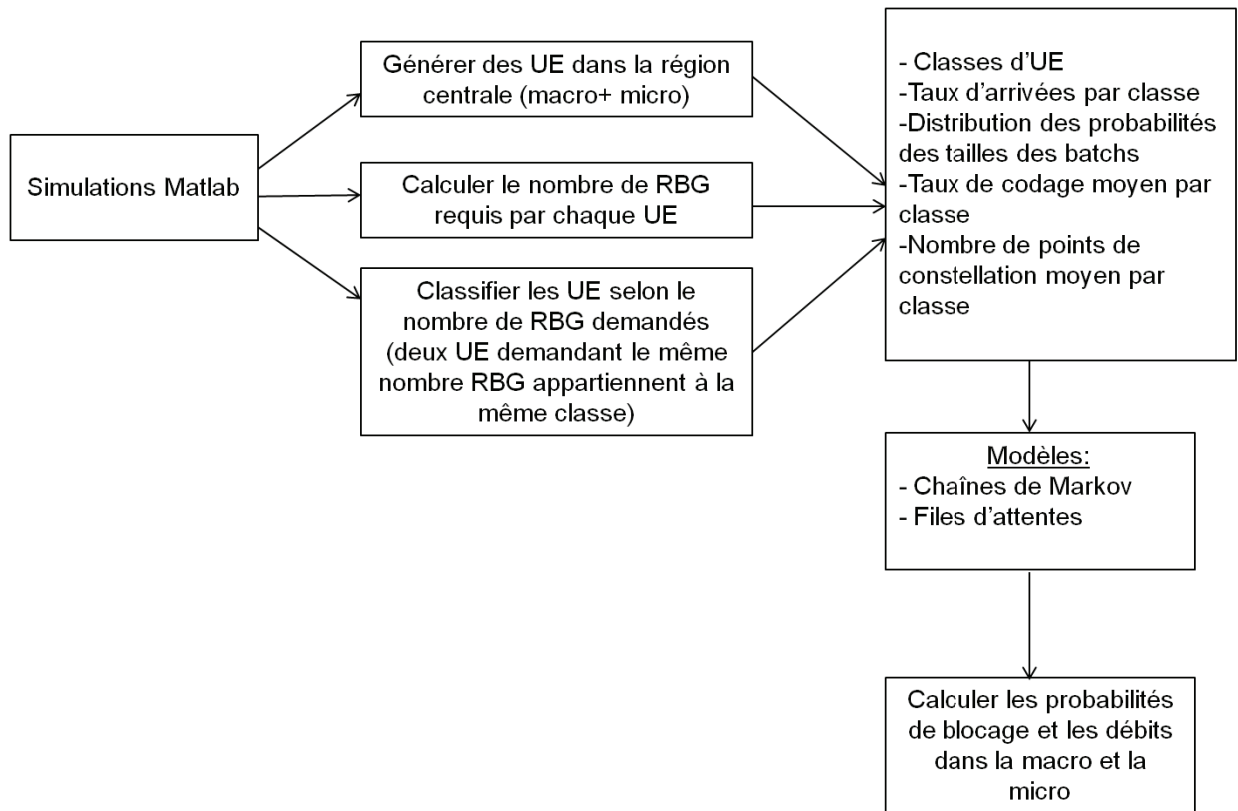 Simulations Matlab
Générer des UE dans la région
centrale (macro+ micro)
Calculer le nombre de RBG
requis par chaque UE
Classifier les UE selon le
nombre de RBG demandés
(deux UE demandant le même
nombre RBG appartiennent à la
même classe)
- Classes d'UE
-Taux d'arrivées par classe
-Distribution des probabilités
des tailles des batchs
-Taux de codage moyen par
classe
-Nombre de points de
constellation moyen par
classe
Modèles:
- Chaînes de Markov
- Files d'attentes
Calculer les probabilités
de blocage et les débits
dans la macro et la
micro